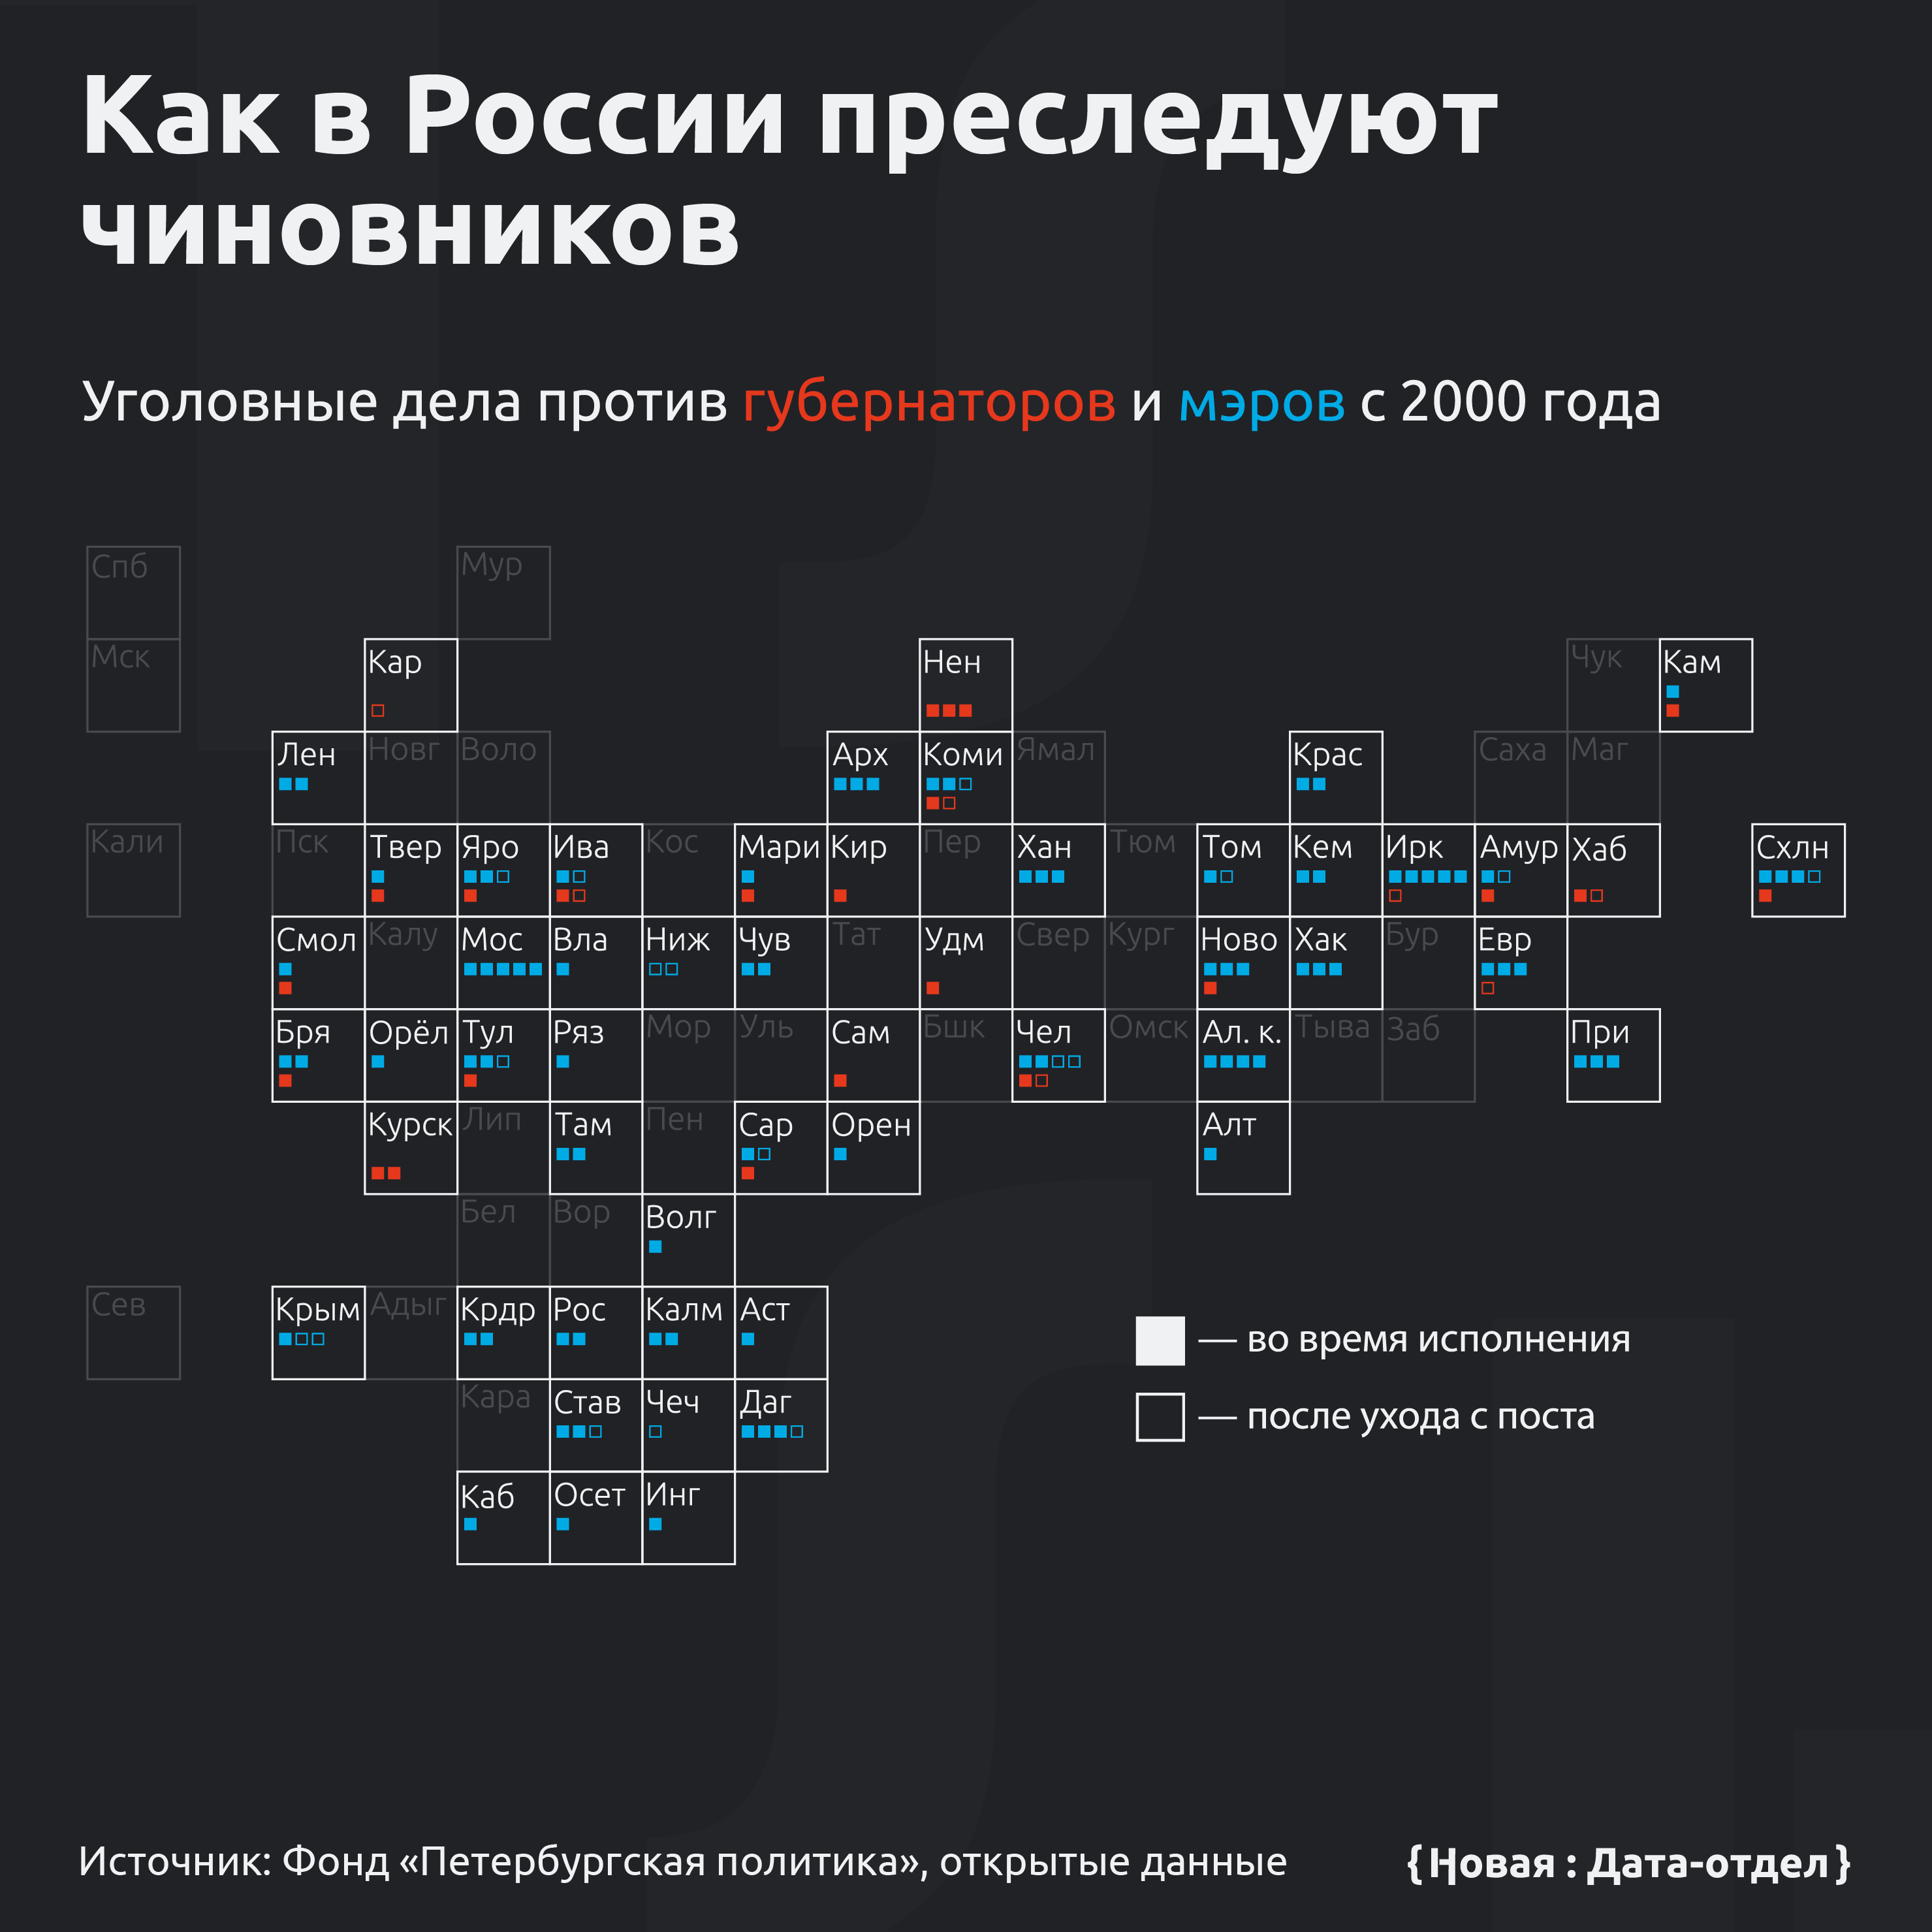 Как в России преследуют
чиновников
Уголовные дела против губернаторов и мэров с 2000 года
Спб Мур
Мск Кар Нен Чук Кам
Лен Новг Воло Арх Коми Ямал Крас Саха Маг
Кали Пск Твер Яро Ива Кос Мари Кир Пер Хан Тюм Том Кем Ирк Амур Хаб Схлн
Смол Калу Мос Вла Ниж Чув Тат Удм Свер Кург Ново Хак Бур Евр
Бря Орёл Тул Ряз Мор Уль Сам Бшк Чел Омск Ал. к. Тыва Заб При
Курск Лип Там Пен Сар Орен Алт
Бел Вор Волг
Сев Крым Адыг Крдр Рос Калм Аст
— во время исполнения
Кара Став Чеч Даг
— после ухода с поста
Каб Осет Инг
Источник: Фонд «Петербургская политика», открытые данные
{Новая : Дата-отдел}